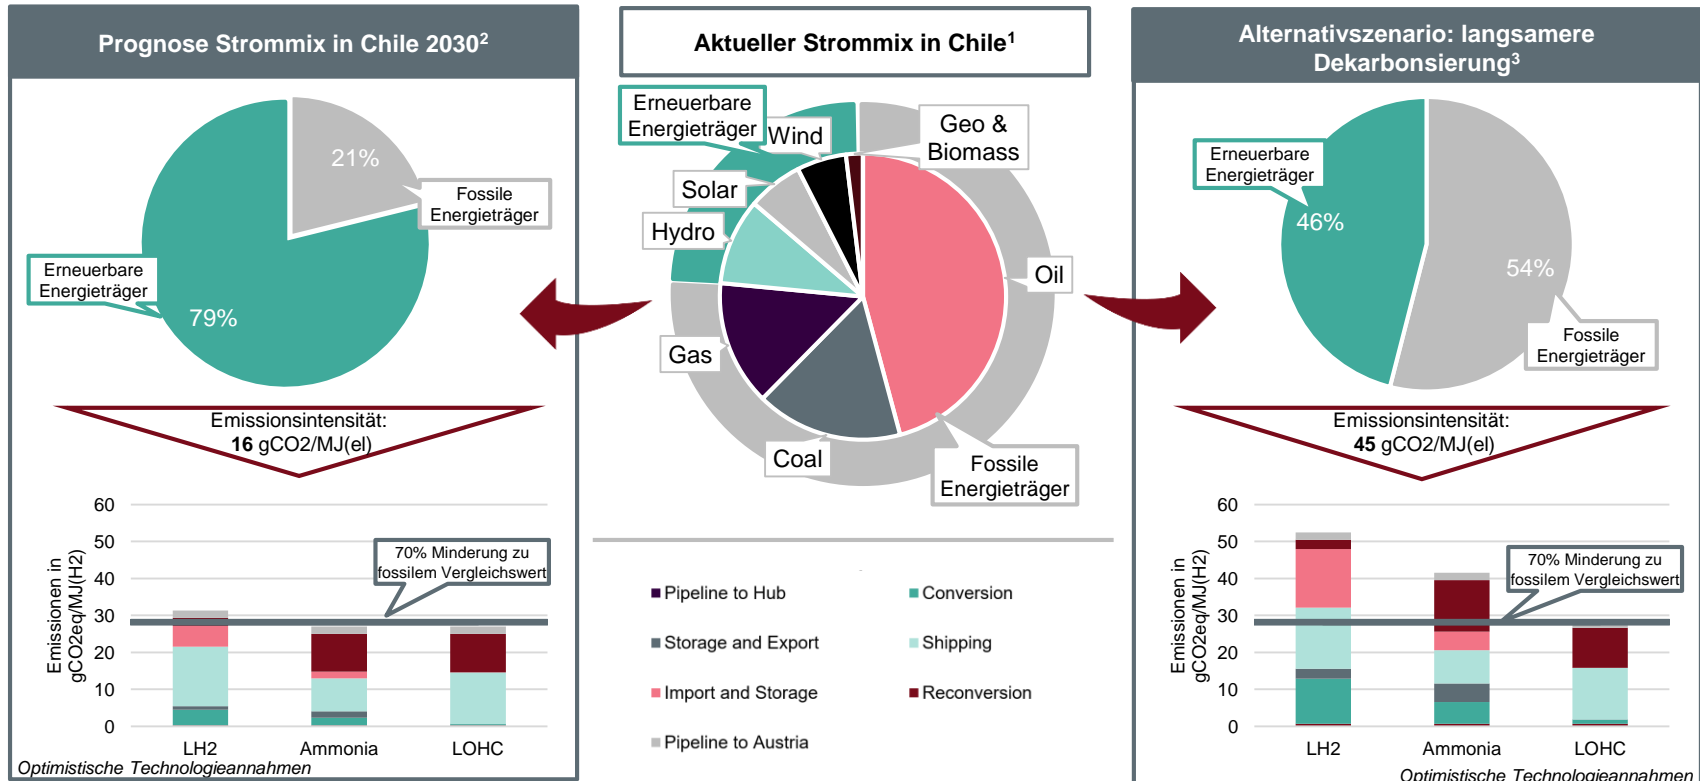 Prognose Strommix in Chile 2030²
21%
Fossile
Energieträger
Erneuerbare
Energieträger
79%
Emissionsintensität:
16 gCO2/MJ(el)
Emissionen in
gCO2eq/MJ(H2)
60
50
40
30
20
10
0
70% Minderung zu
fossilem Vergleichswert
LH2
Ammonia
LOHC
Optimistische Technologieannahmen
Aktueller Strommix in Chile¹
Erneuerbare
Energieträger
Wind
Geo &
Biomass
Solar
Hydro
Oil
Gas
Coal
Fossile
Energieträger
Pipeline to Hub
Conversion
Storage and Export
Shipping
Import and Storage
Reconversion
Pipeline to Austria
Alternativszenario: langsamere
Dekarbonsierung³
Erneuerbare
Energieträger
46%
54%
Fossile
Energieträger
Emissionsintensität:
45 gCO2/MJ(el)
Emissionen in
gCO2eq/MJ(H2)
60
50
40
30
20
10
0
70% Minderung zu
fossilem Vergleichswert
LH2
Ammonia
LOHC
Optimistische Technologieannahmen